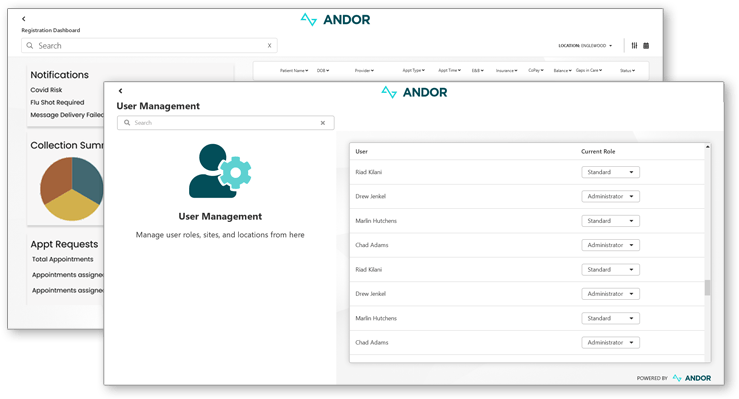 ANDOR
Registration Dashboard
Search X
LOCATION: ENGLEWOOD
Notifications
Covid Risk
Flu Shot Required
Message Delivery Failed
Patient Name DOB Provider Appt Type Appt Time E&B Insurance CoPay Balance Gaps in Care Status
Collection Summ
Appt Requests
Total Appointments
Appointments assigned
Appointments assigned
ANDOR
User Management
Search
User Management
Manage user roles, sites, and locations from here
User Current Role
Riad Kilani Standard
Drew Jenkel Administrator
Marlin Hutchens Standard
Chad Adams Administrator
Riad Kilani Standard
Drew Jenkel Administrator
Marlin Hutchens Standard
Chad Adams Administrator
POWERED BY ANDOR